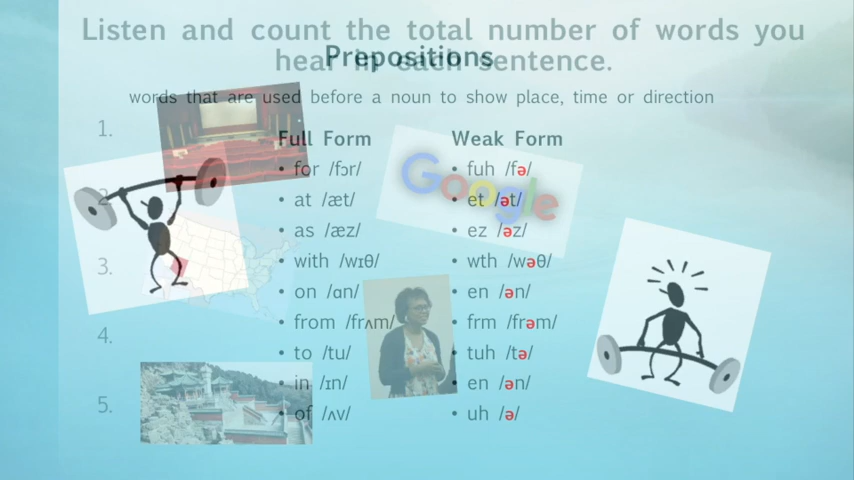 Listen and count the total number of words you
hear in each sentence.
Prepositions
words that are used before a noun to show place, time or direction
Full Form
• for /fɔr/
• at /æt/
• as /æz/
• with /wɪθ/
• on /ɑn/
• from /frʌm/
• to /tu/
• in /ɪn/
• of /ʌv/
Weak Form
• fuh /fə/
• et /ət/
• ez /əz/
• wth /wəθ/
• en /ən/
• frm /frəm/
• tuh /tə/
• en /ən/
• uh /ə/
1.
3.
4.
5.
Google